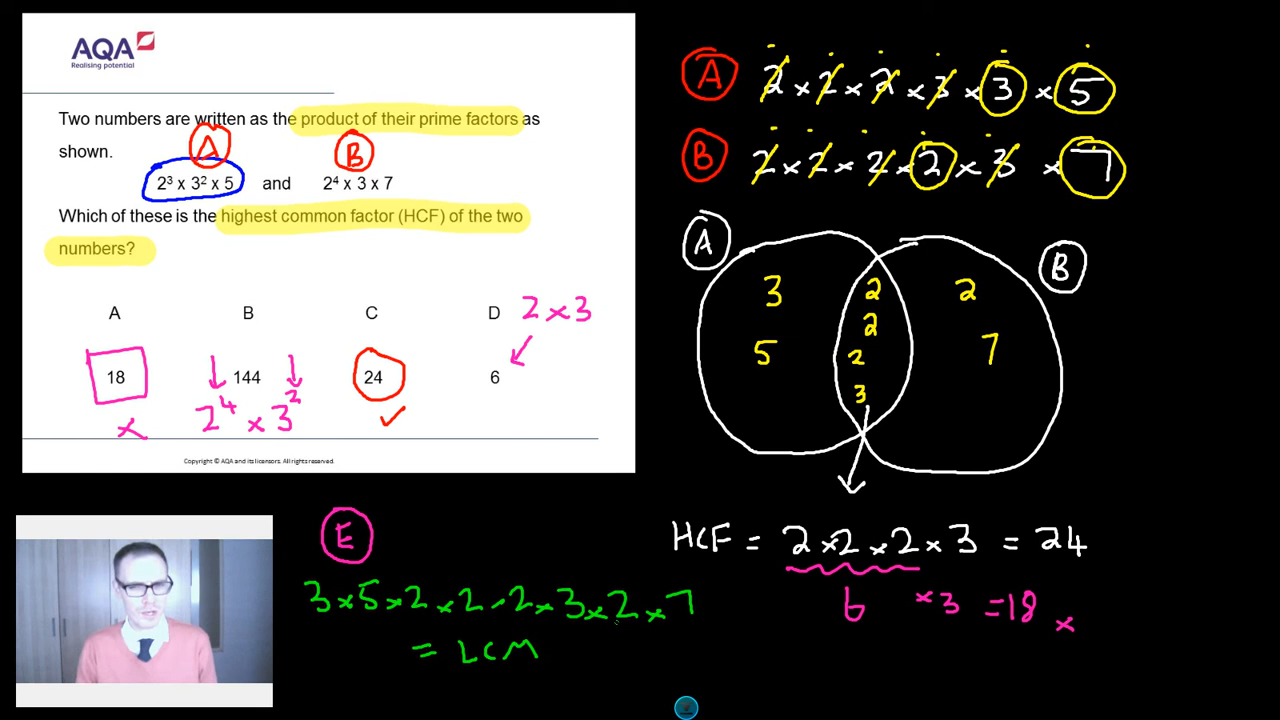 AQA
Realising potential
Two numbers are written as the product of their prime factors as
shown.
A B
2³ x 3² x 5 and 2⁴ x 3 x 7
Which of these is the highest common factor (HCF) of the two
numbers?
A B C D 2 × 3
18 144 24 6
× 2⁴ × 3² ✓
Copyright © AQA and its licensors. All rights reserved.
A 2 × 2 × 2 × 3 × 3 × 5
B 2 × 2 × 2 × 2 × 3 × 7
A B
3 2 2
2
5 2 7
3
HCF = 2 × 2 × 2 × 3 = 24
6 × 3 = 18 ×
E
3 × 5 × 2 × 2 × 2 × 3 × 2 × 7
= LCM